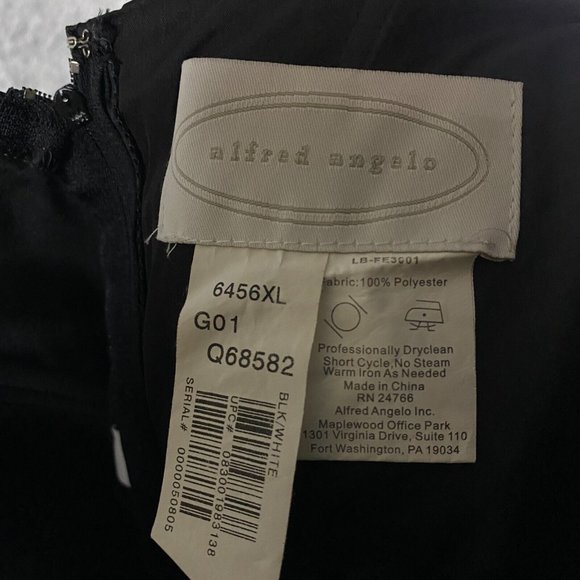 alfred angelo
LB-FE3001
6456XL
G01
Q68582
BLK/WHITE
UPC# 083001983138
SERIAL# 0000050805
Fabric:100% Polyester
Professionally Dryclean
Short Cycle,No Steam
Warm Iron As Needed
Made in China
RN 24766
Alfred Angelo Inc.
Maplewood Office Park
1301 Virginia Drive, Suite 110
Fort Washington, PA 19034